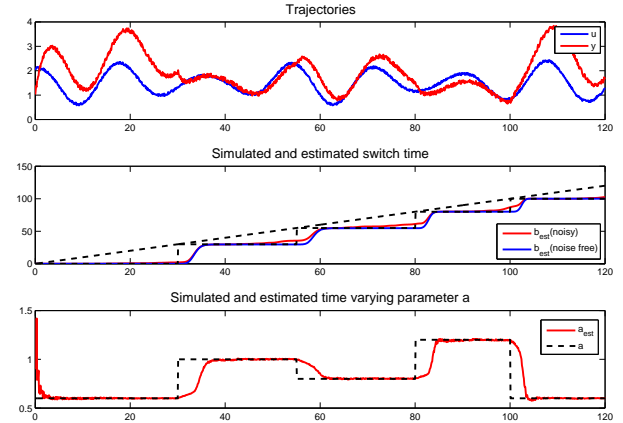 Trajectories
4
3
2
1
0
u
y
0 20 40 60 80 100 120
Simulated and estimated switch time
150
100
50
0
b_est(noisy)
b_est(noise free)
0 20 40 60 80 100 120
Simulated and estimated time varying parameter a
1.5
1
0.5
a_est
a
0 20 40 60 80 100 120